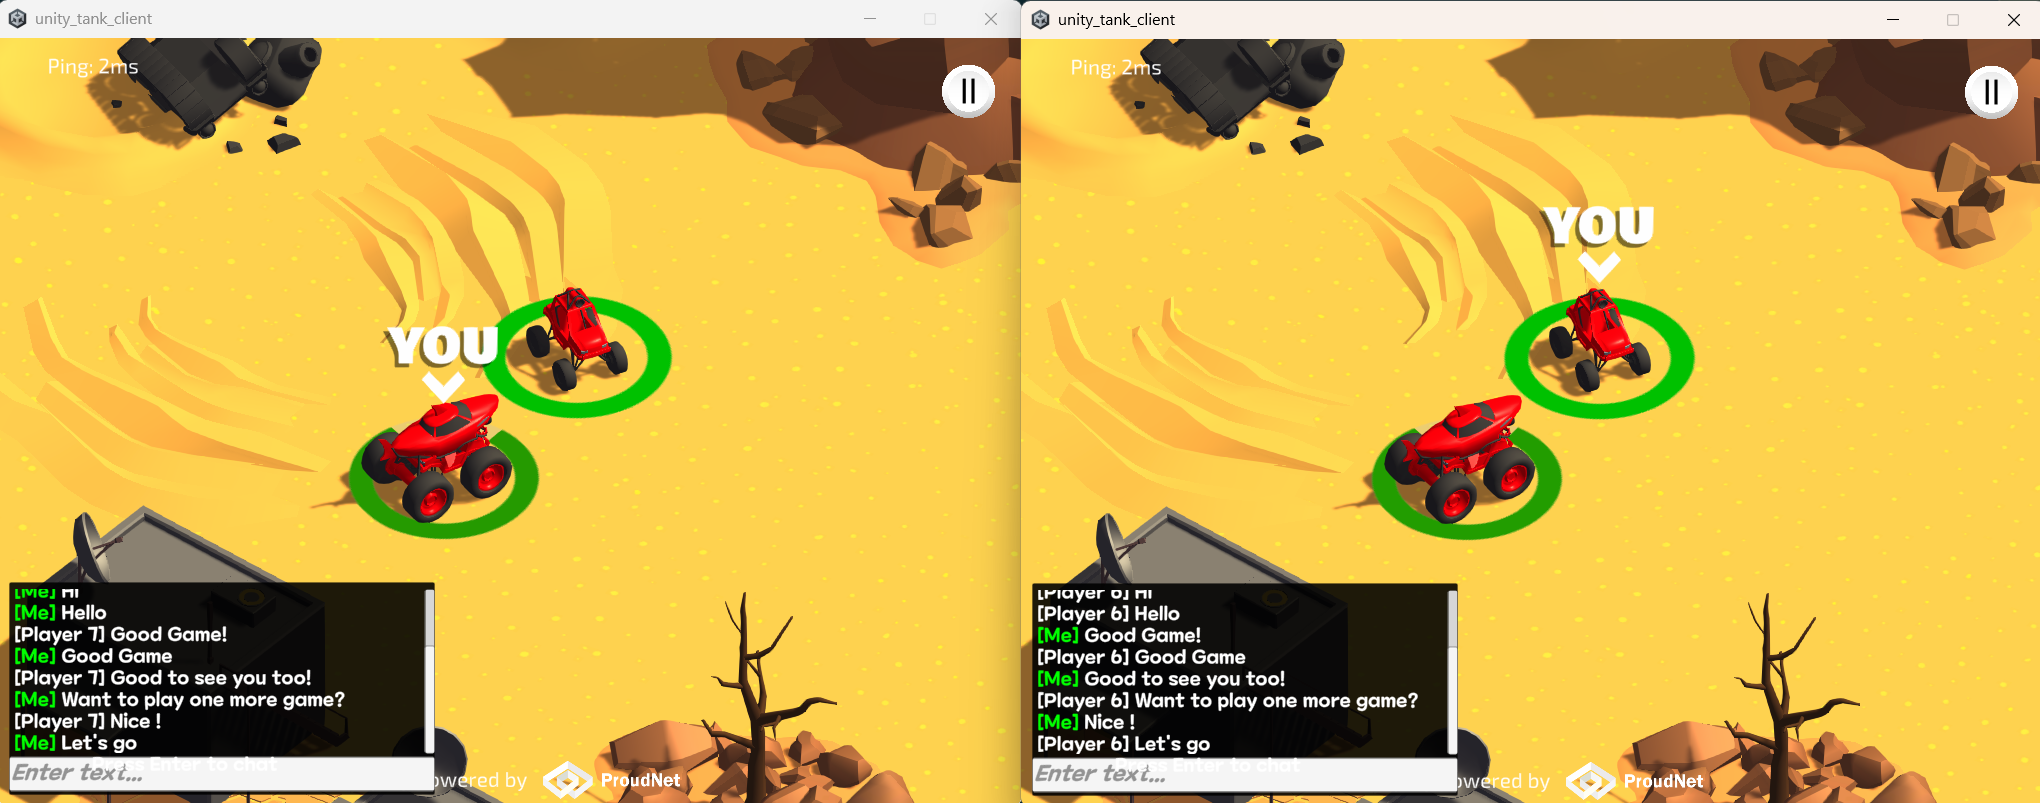 unity_tank_client
Ping: 2ms
YOU
[Me] Hi
[Me] Hello
[Player 7] Good Game!
[Me] Good Game
[Player 7] Good to see you too!
[Me] Want to play one more game?
[Player 7] Nice !
[Me] Let's go
Press Enter to chat
Enter text...
owered by ProudNet
unity_tank_client
Ping: 2ms
YOU
[Player 6] Hi
[Player 6] Hello
[Me] Good Game!
[Player 6] Good Game
[Me] Good to see you too!
[Player 6] Want to play one more game?
[Me] Nice !
[Player 6] Let's go
Press Enter to chat
Enter text...
owered by ProudNet